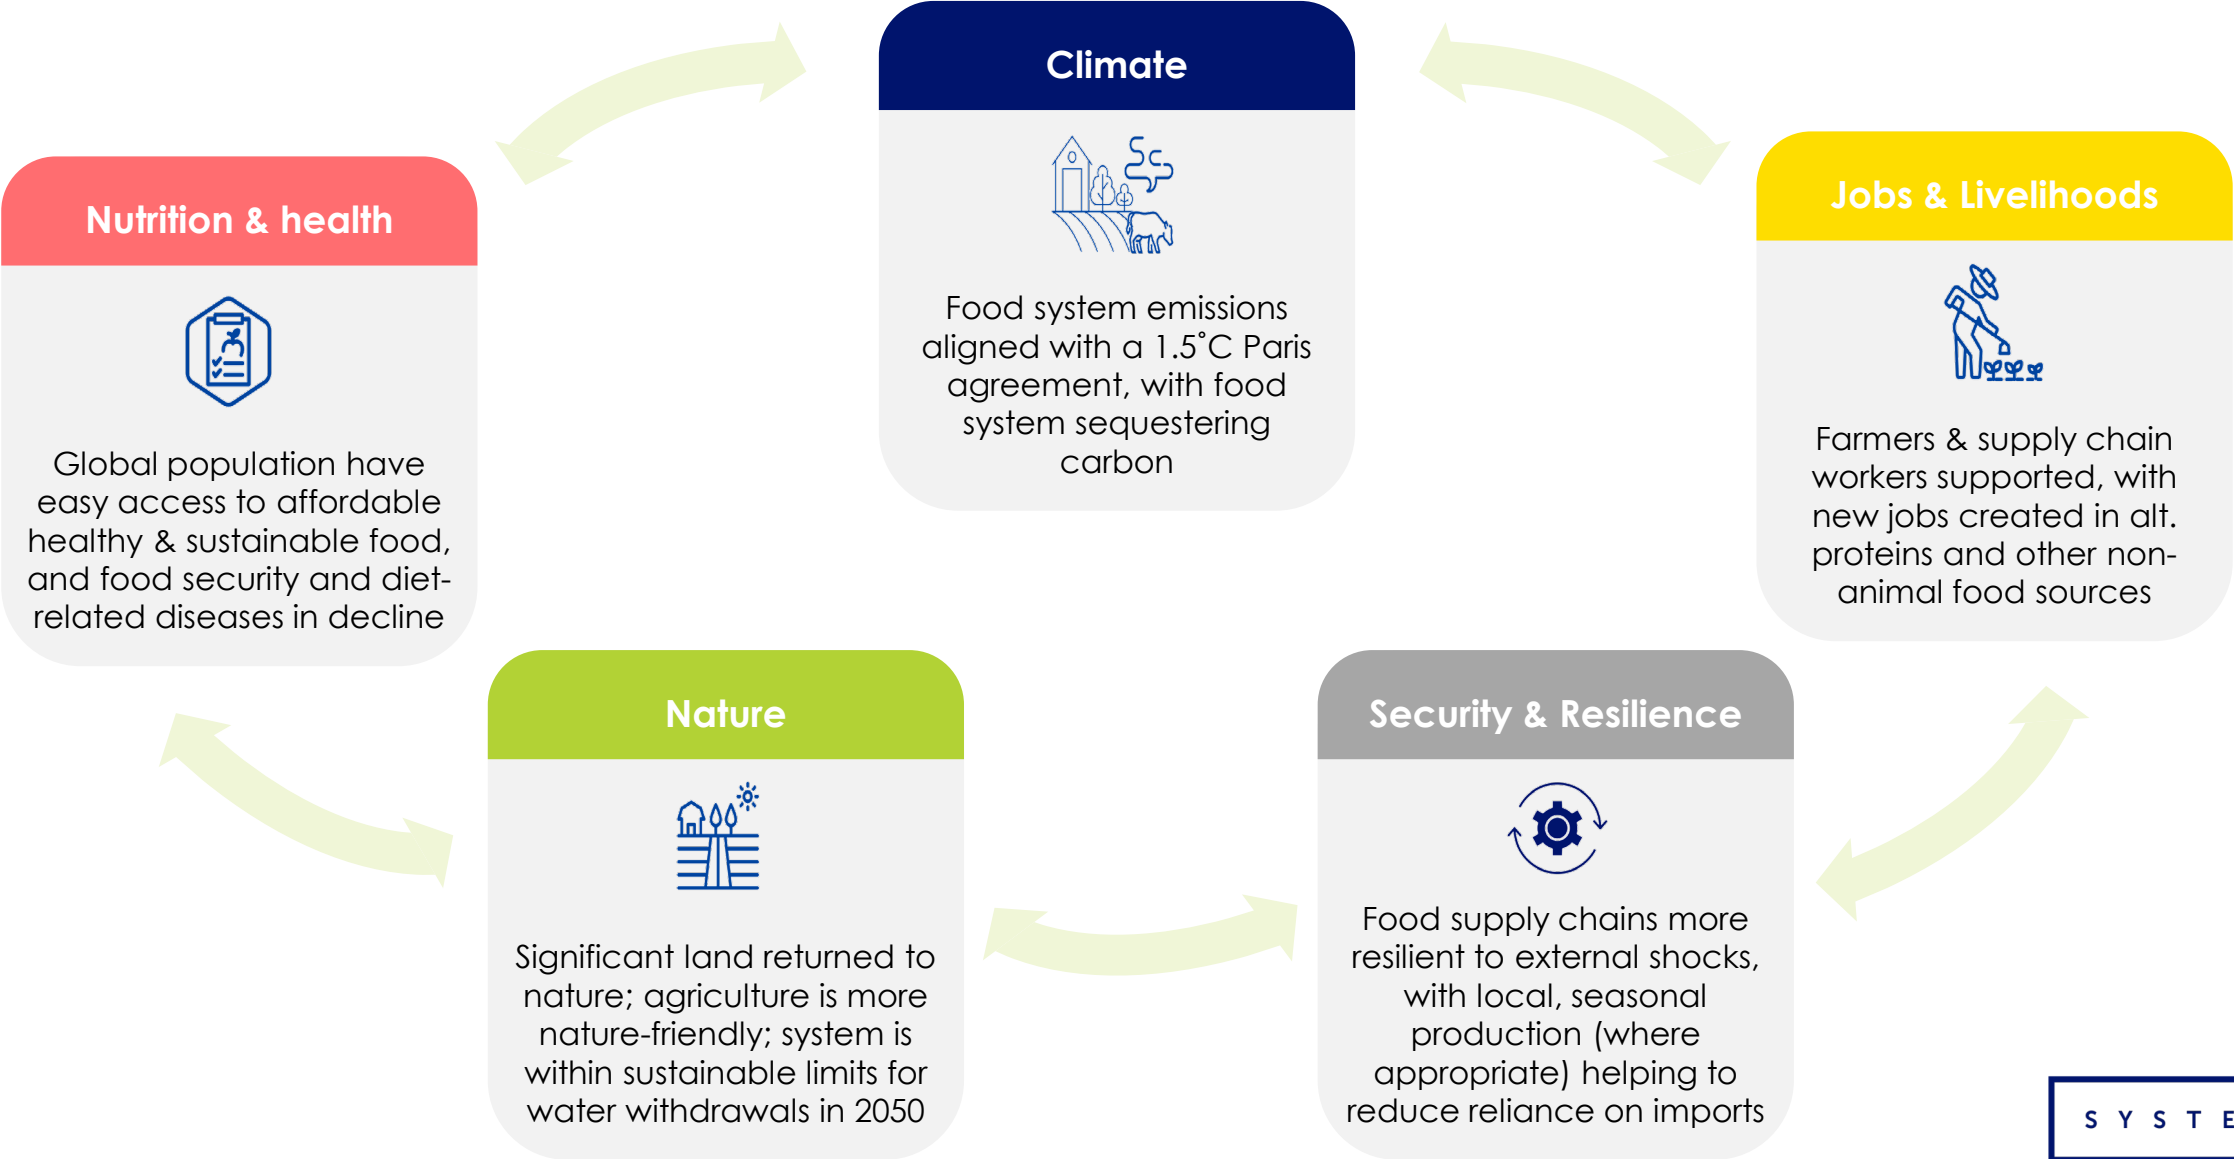 Climate
Food system emissions
aligned with a 1.5˚C Paris
agreement, with food
system sequestering
carbon
Nutrition & health
Global population have
easy access to affordable
healthy & sustainable food,
and food security and diet-
related diseases in decline
Jobs & Livelihoods
Farmers & supply chain
workers supported, with
new jobs created in alt.
proteins and other non-
animal food sources
Nature
Significant land returned to
nature; agriculture is more
nature-friendly; system is
within sustainable limits for
water withdrawals in 2050
Security & Resilience
Food supply chains more
resilient to external shocks,
with local, seasonal
production (where
appropriate) helping to
reduce reliance on imports
SYSTE